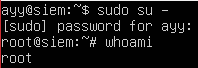 ayy@siem:~$ sudo su -
[sudo] password for ayy:
root@siem:~# whoami
root